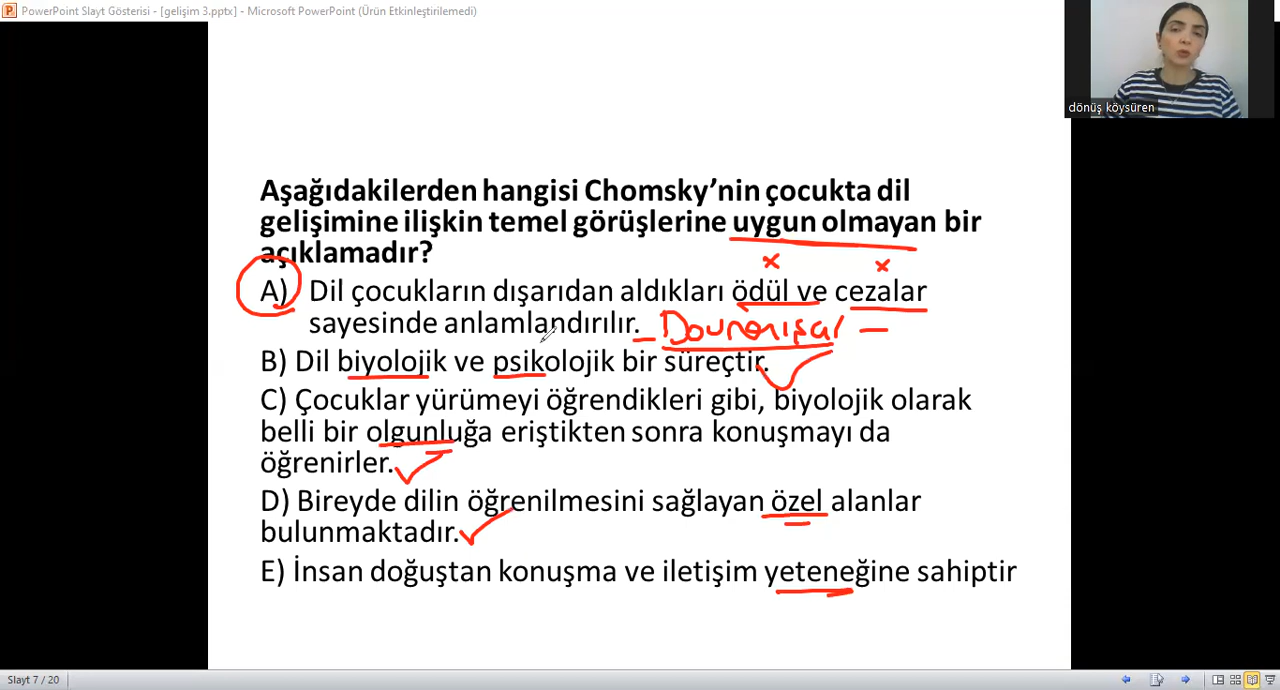 PowerPoint Slayt Gösterisi - [gelişim 3.pptx] - Microsoft PowerPoint (Ürün Etkinleştirilemedi)
dönüş köysüren
Aşağıdakilerden hangisi Chomsky’nin çocukta dil
gelişimine ilişkin temel görüşlerine uygun olmayan bir
açıklamadır?
A) Dil çocukların dışarıdan aldıkları ödül ve cezalar
sayesinde anlamlandırılır. Davranışçı
B) Dil biyolojik ve psikolojik bir süreçtir.
C) Çocuklar yürümeyi öğrendikleri gibi, biyolojik olarak
belli bir olgunluğa eriştikten sonra konuşmayı da
öğrenirler.
D) Bireyde dilin öğrenilmesini sağlayan özel alanlar
bulunmaktadır.
E) İnsan doğuştan konuşma ve iletişim yeteneğine sahiptir
Slayt 7 / 20